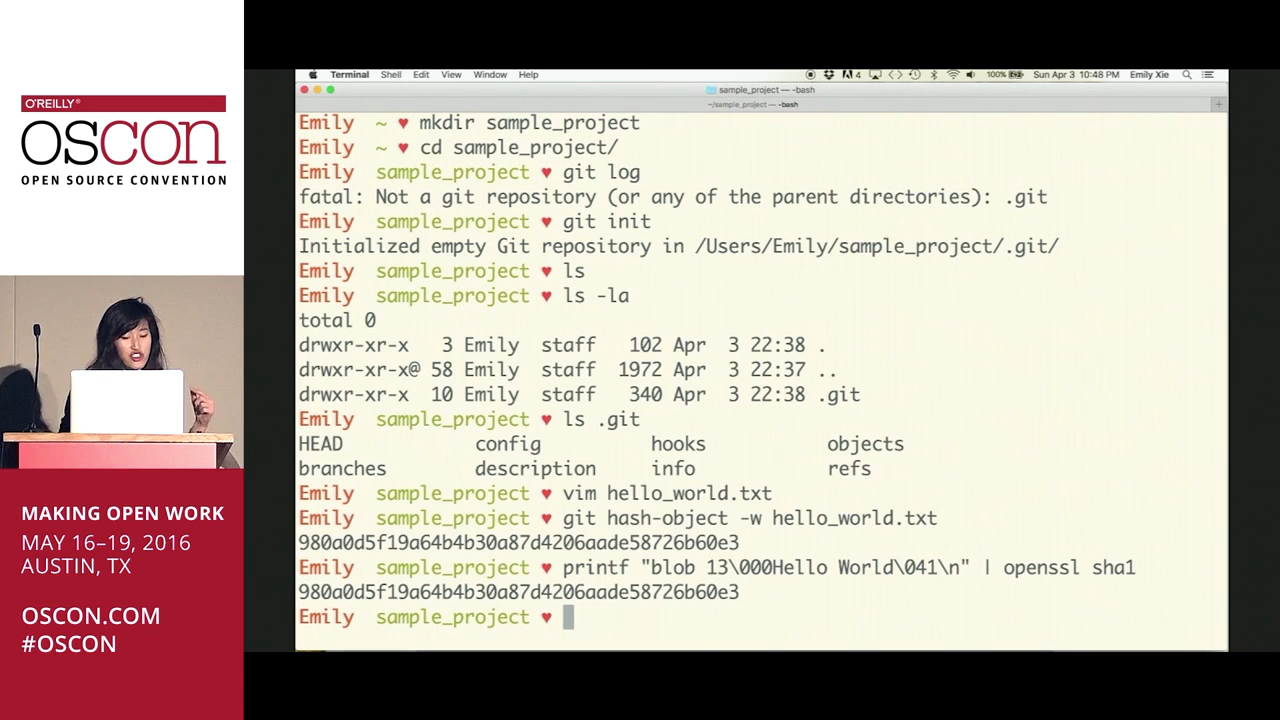 O'REILLY®
OSCON
OPEN SOURCE CONVENTION
MAKING OPEN WORK
MAY 16–19, 2016
AUSTIN, TX
OSCON.COM
#OSCON
Terminal Shell Edit View Window Help 4 100% Sun Apr 3 10:48 PM Emily Xie
sample_project — -bash
~/sample_project — -bash
Emily ~ ♥ mkdir sample_project
Emily ~ ♥ cd sample_project/
Emily sample_project ♥ git log
fatal: Not a git repository (or any of the parent directories): .git
Emily sample_project ♥ git init
Initialized empty Git repository in /Users/Emily/sample_project/.git/
Emily sample_project ♥ ls
Emily sample_project ♥ ls -la
total 0
drwxr-xr-x 3 Emily staff 102 Apr 3 22:38 .
drwxr-xr-x@ 58 Emily staff 1972 Apr 3 22:37 ..
drwxr-xr-x 10 Emily staff 340 Apr 3 22:38 .git
Emily sample_project ♥ ls .git
HEAD config hooks objects
branches description info refs
Emily sample_project ♥ vim hello_world.txt
Emily sample_project ♥ git hash-object -w hello_world.txt
980a0d5f19a64b4b30a87d4206aade58726b60e3
Emily sample_project ♥ printf "blob 13\000Hello World\041\n" | openssl sha1
980a0d5f19a64b4b30a87d4206aade58726b60e3
Emily sample_project ♥